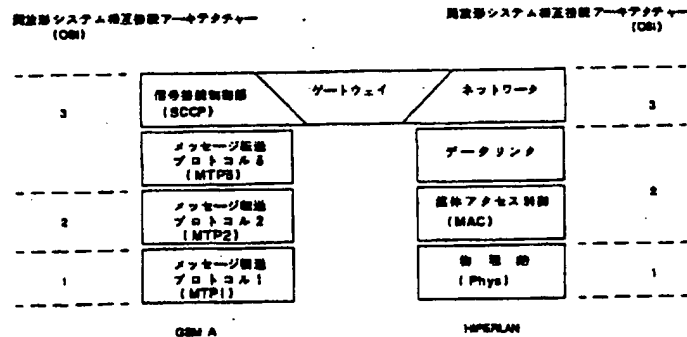 開放形システム相互接続アーキテクチャー
(OSI)
開放形システム相互接続アーキテクチャー
(OSI)
3
信号接続制御部
(SCCP)
ゲートウェイ
ネットワーク
3
メッセージ転送
プロトコル3
(MTP3)
データリンク
2
メッセージ転送
プロトコル2
(MTP2)
媒体アクセス制御
(MAC)
2
1
メッセージ転送
プロトコル1
(MTP1)
物理層
(Phys)
1
GSM A
HIPERLAN